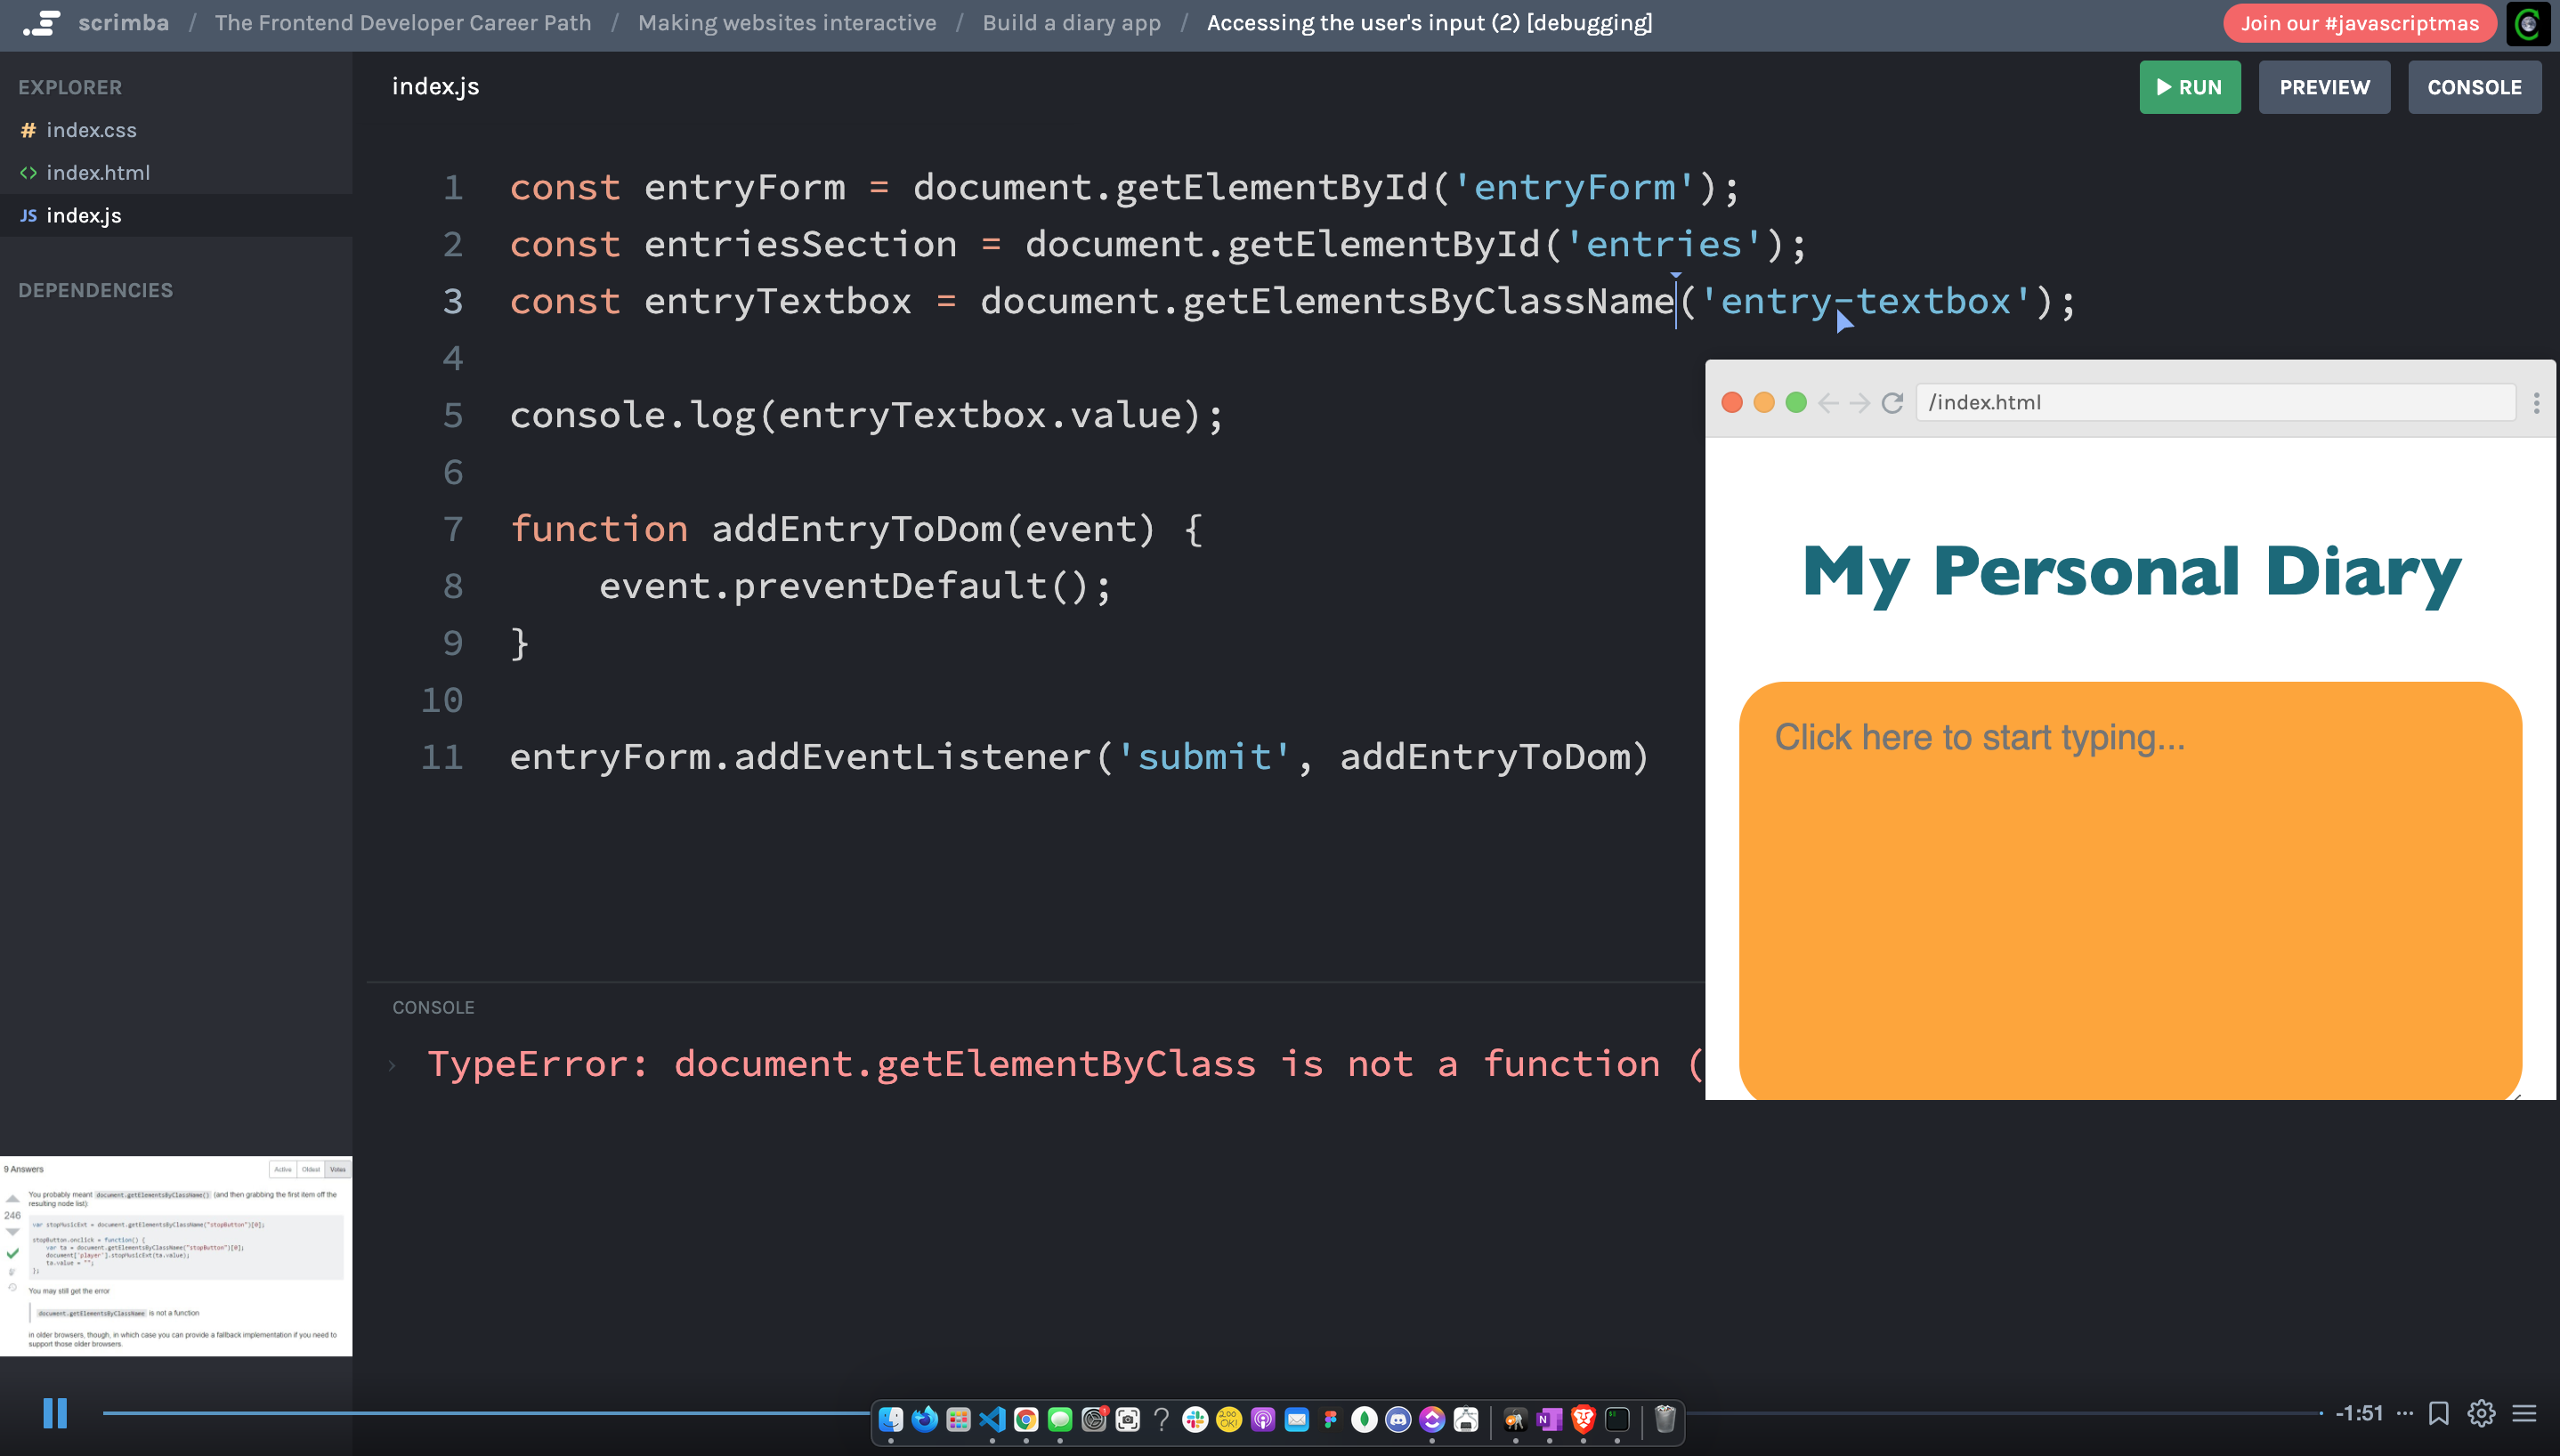 scrimba / The Frontend Developer Career Path / Making websites interactive / Build a diary app / Accessing the user's input (2) [debugging]
Join our #javascriptmas
EXPLORER
# index.css
<> index.html
JS index.js
DEPENDENCIES
index.js
RUN
PREVIEW
CONSOLE
1 const entryForm = document.getElementById('entryForm');
2 const entriesSection = document.getElementById('entries');
3 const entryTextbox = document.getElementsByClassName('entry-textbox');
4
5 console.log(entryTextbox.value);
6
7 function addEntryToDom(event) {
8 event.preventDefault();
9 }
10
11 entryForm.addEventListener('submit', addEntryToDom)
/index.html
My Personal Diary
Click here to start typing...
CONSOLE
› TypeError: document.getElementByClass is not a function (
9 Answers
Active Oldest Votes
You probably meant document.getElementsByClassName() (and then grabbing the first item off the
resulting node list)
246
var stopMusicExt = document.getElementsByClassName("stopButton")[0];
stopButton.onclick = function() {
var ta = document.getElementsByClassName("stopButton")[0];
document['player'].stopMusicExt(ta.value);
ta.value = "";
};
You may still get the error
document.getElementsByClassName is not a function
in older browsers, though, in which case you can provide a fallback implementation if you need to
support those older browsers.
-1:51